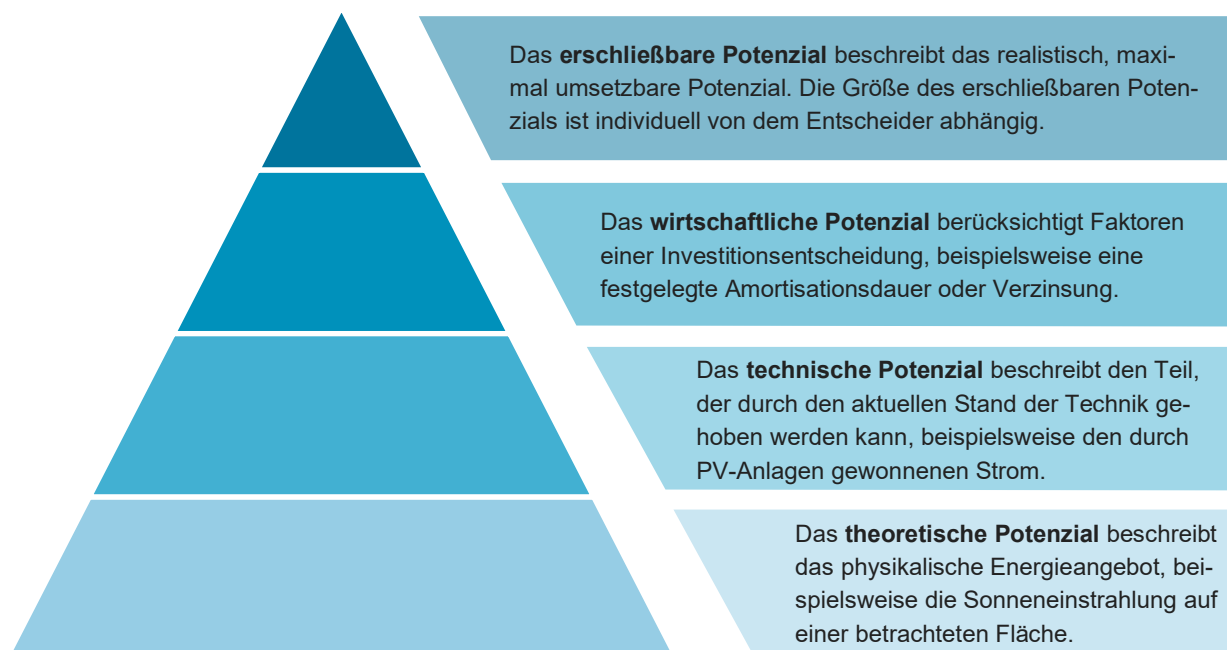 Das erschließbare Potenzial beschreibt das realistisch, maxi-
mal umsetzbare Potenzial. Die Größe des erschließbaren Poten-
zials ist individuell von dem Entscheider abhängig.
Das wirtschaftliche Potenzial berücksichtigt Faktoren
einer Investitionsentscheidung, beispielsweise eine
festgelegte Amortisationsdauer oder Verzinsung.
Das technische Potenzial beschreibt den Teil,
der durch den aktuellen Stand der Technik ge-
hoben werden kann, beispielsweise den durch
PV-Anlagen gewonnenen Strom.
Das theoretische Potenzial beschreibt
das physikalische Energieangebot, bei-
spielsweise die Sonneneinstrahlung auf
einer betrachteten Fläche.